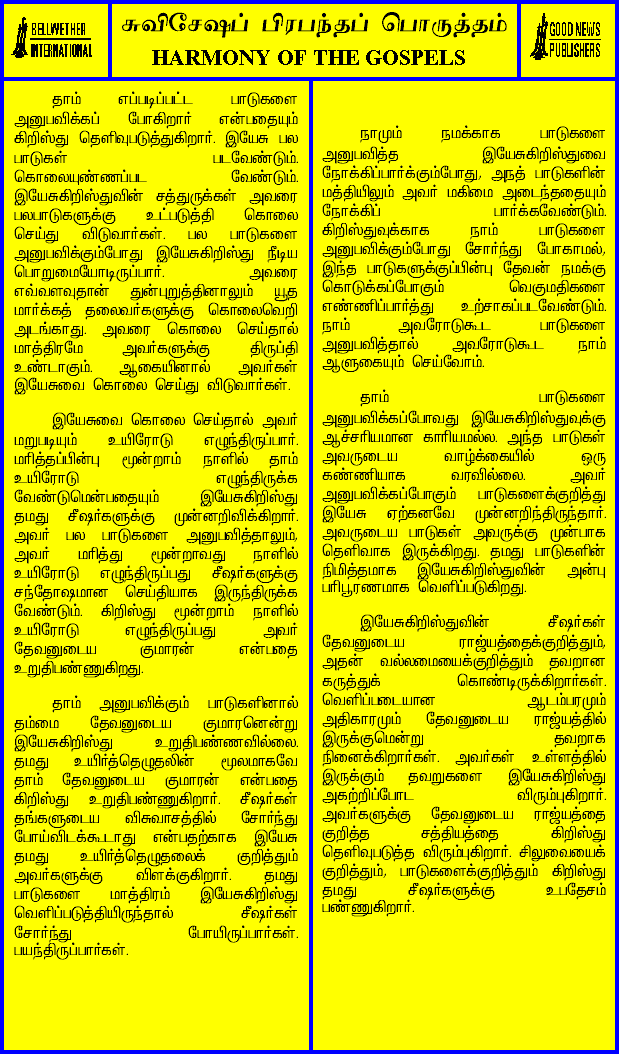 BELLWETHER
INTERNATIONAL
சுவிசேஷப் பிரபந்தப் பொருத்தம்
HARMONY OF THE GOSPELS
GOOD NEWS
PUBLISHERS
தாம் எப்படிப்பட்ட பாடுகளை
அனுபவிக்கப் போகிறார் என்பதையும்
கிறிஸ்து தெளிவுபடுத்துகிறார். இயேசு பல
பாடுகள் படவேண்டும்.
கொலையுண்ணப்பட வேண்டும்.
இயேசுகிறிஸ்துவின் சத்துருக்கள் அவரை
பலபாடுகளுக்கு உட்படுத்தி கொலை
செய்து விடுவார்கள். பல பாடுகளை
அனுபவிக்கும்போது இயேசுகிறிஸ்து நீடிய
பொறுமையோடிருப்பார். அவரை
எவ்வளவுதான் துன்புறுத்தினாலும் யூத
மார்க்கத் தலைவர்களுக்கு கொலைவெறி
அடங்காது. அவரை கொலை செய்தால்
மாத்திரமே அவர்களுக்கு திருப்தி
உண்டாகும். ஆகையினால் அவர்கள்
இயேசுவை கொலை செய்து விடுவார்கள்.
இயேசுவை கொலை செய்தால் அவர்
மறுபடியும் உயிரோடு எழுந்திருப்பார்.
மரித்தப்பின்பு மூன்றாம் நாளில் தாம்
உயிரோடு எழுந்திருக்க
வேண்டுமென்பதையும் இயேசுகிறிஸ்து
தமது சீஷர்களுக்கு முன்னறிவிக்கிறார்.
அவர் பல பாடுகளை அனுபவித்தாலும்,
அவர் மரித்து மூன்றாவது நாளில்
உயிரோடு எழுந்திருப்பது சீஷர்களுக்கு
சந்தோஷமான செய்தியாக இருந்திருக்க
வேண்டும். கிறிஸ்து மூன்றாம் நாளில்
உயிரோடு எழுந்திருப்பது அவர்
தேவனுடைய குமாரன் என்பதை
உறுதிபண்ணுகிறது.
தாம் அனுபவிக்கும் பாடுகளினால்
தம்மை தேவனுடைய குமாரனென்று
இயேசுகிறிஸ்து உறுதிபண்ணவில்லை.
தமது உயிர்த்தெழுதலின் மூலமாகவே
தாம் தேவனுடைய குமாரன் என்பதை
கிறிஸ்து உறுதிபண்ணுகிறார். சீஷர்கள்
தங்களுடைய விசுவாசத்தில் சோர்ந்து
போய்விடக்கூடாது என்பதற்காக இயேசு
தமது உயிர்த்தெழுதலைக் குறித்தும்
அவர்களுக்கு விளக்குகிறார். தமது
பாடுகளை மாத்திரம் இயேசுகிறிஸ்து
வெளிப்படுத்தியிருந்தால் சீஷர்கள்
சோர்ந்து போயிருப்பார்கள்.
பயந்திருப்பார்கள்.
நாமும் நமக்காக பாடுகளை
அனுபவித்த இயேசுகிறிஸ்துவை
நோக்கிப்பார்க்கும்போது, அநத் பாடுகளின்
மத்தியிலும் அவர் மகிமை அடைந்ததையும்
நோக்கிப் பார்க்கவேண்டும்.
கிறிஸ்துவுக்காக நாம் பாடுகளை
அனுபவிக்கும்போது சோர்ந்து போகாமல்,
இந்த பாடுகளுக்குப்பின்பு தேவன் நமக்கு
கொடுக்கப்போகும் வெகுமதிகளை
எண்ணிப்பார்த்து உற்சாகப்படவேண்டும்.
நாம் அவரோடுகூட பாடுகளை
அனுபவித்தால் அவரோடுகூட நாம்
ஆளுகையும் செய்வோம்.
தாம் பாடுகளை
அனுபவிக்கப்போவது இயேசுகிறிஸ்துவுக்கு
ஆச்சரியமான காரியமல்ல. அந்த பாடுகள்
அவருடைய வாழ்க்கையில் ஒரு
கண்ணியாக வரவில்லை. அவர்
அனுபவிக்கப்போகும் பாடுகளைக்குறித்து
இயேசு ஏற்கனவே முன்னறிந்திருந்தார்.
அவருடைய பாடுகள் அவருக்கு முன்பாக
தெளிவாக இருக்கிறது. தமது பாடுகளின்
நிமித்தமாக இயேசுகிறிஸ்துவின் அன்பு
பரிபூரணமாக வெளிப்படுகிறது.
இயேசுகிறிஸ்துவின் சீஷர்கள்
தேவனுடைய ராஜ்யத்தைக்குறித்தும்,
அதன் வல்லமையைக்குறித்தும் தவறான
கருத்துக் கொண்டிருக்கிறார்கள்.
வெளிப்படையான ஆடம்பரமும்
அதிகாரமும் தேவனுடைய ராஜ்யத்தில்
இருக்குமென்று தவறாக
நினைக்கிறார்கள். அவர்கள் உள்ளத்தில்
இருக்கும் தவறுகளை இயேசுகிறிஸ்து
அகற்றிப்போட விரும்புகிறார்.
அவர்களுக்கு தேவனுடைய ராஜ்யத்தை
குறித்த சத்தியத்தை கிறிஸ்து
தெளிவுபடுத்த விரும்புகிறார். சிலுவையைக்
குறித்தும், பாடுகளைக்குறித்தும் கிறிஸ்து
தமது சீஷர்களுக்கு உபதேசம்
பண்ணுகிறார்.